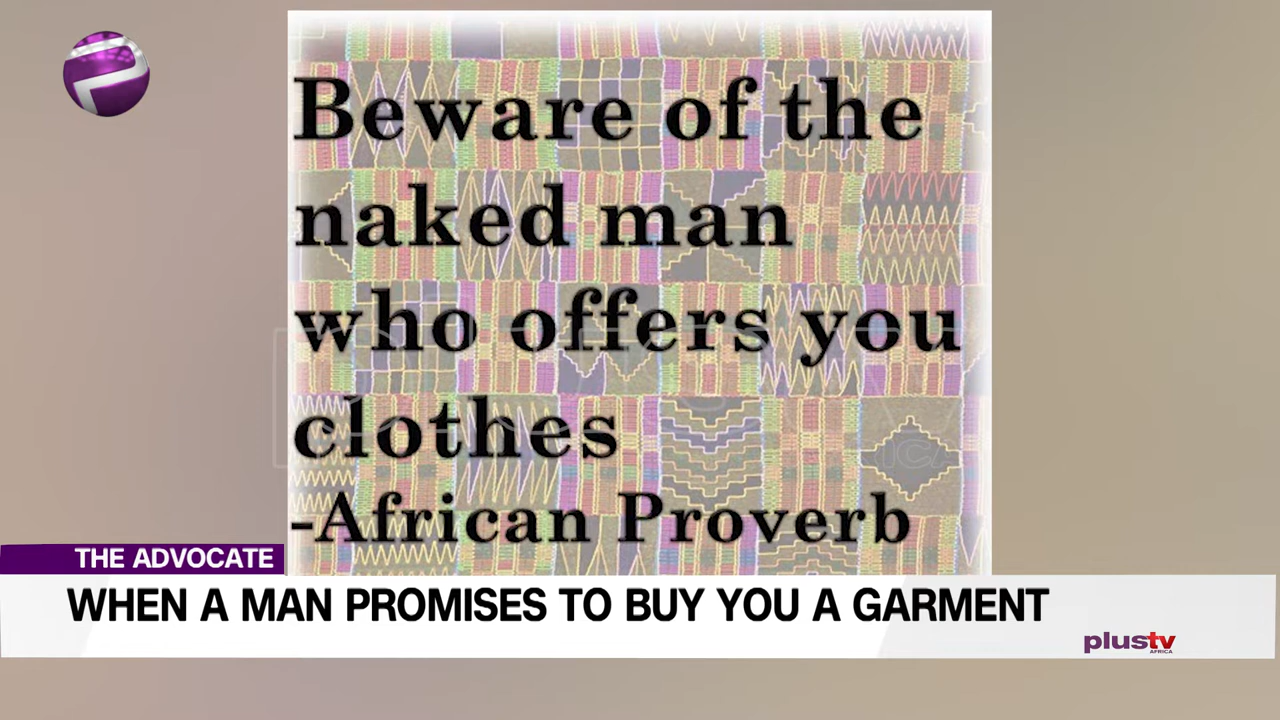 Beware of the
naked man
who offers you
clothes
-African Proverb
THE ADVOCATE
WHEN A MAN PROMISES TO BUY YOU A GARMENT
plustv
AFRICA